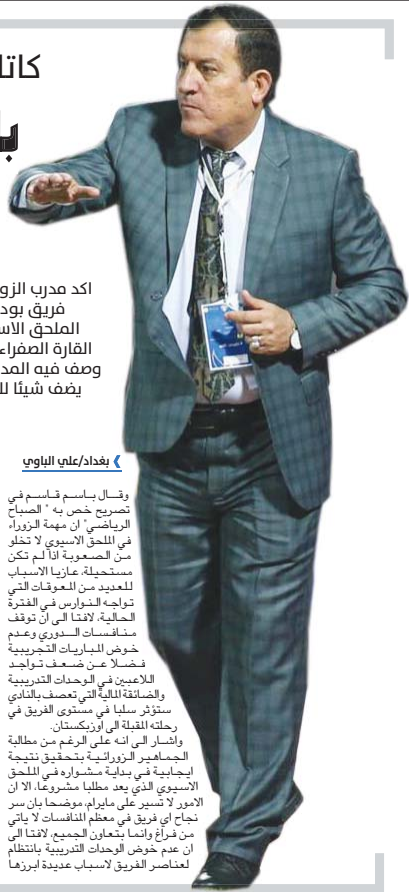 كاتا
با
اكد مدرب الزور
فريق بود
الملحق الاس
القارة الصفراء
وصف فيه المد
يضف شيئا لل
بغداد/علي الباوي
وقال باسم قاسم في
تصريح خص به " الصباح
الرياضي" ان مهمة الزوراء
في الملحق الاسيوي لا تخلو
من الصعوبة اذا لم تكن
مستحيلة، عازيا الاسباب
للعديد من المعوقات التي
تواجه النوارس في الفترة
الحالية، لافتا الى ان توقف
منافسات الدوري وعدم
خوض المباريات التجريبية
فضلا عن ضعف تواجد
اللاعبين في الوحدات التدريبية
والضائقة المالية التي تعصف بالنادي
ستؤثر سلبا في مستوى الفريق في
رحلته المقبلة الى اوزبكستان.
واشار الى انه على الرغم من مطالبة
الجماهير الزورائية بتحقيق نتيجة
ايجابية في بداية مشواره في الملحق
الاسيوي الذي يعد مطلبا مشروعا، الا ان
الامور لا تسير على مايرام، موضحا بان سر
نجاح اي فريق في معظم المنافسات لا ياتي
من فراغ وانما بتعاون الجميع، لافتا الى
ان عدم خوض الوحدات التدريبية بانتظام
لعناصر الفريق لاسباب عديدة ابرزها